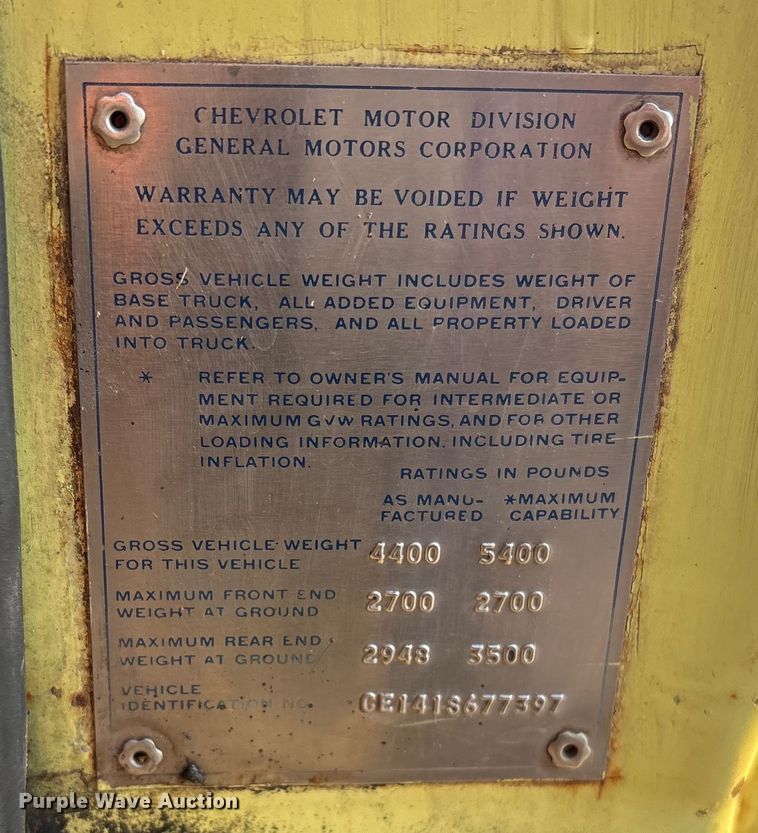 CHEVROLET MOTOR DIVISION
GENERAL MOTORS CORPORATION
WARRANTY MAY BE VOIDED IF WEIGHT
EXCEEDS ANY OF THE RATINGS SHOWN.
GROSS VEHICLE WEIGHT INCLUDES WEIGHT OF
BASE TRUCK, ALL ADDED EQUIPMENT, DRIVER
AND PASSENGERS, AND ALL PROPERTY LOADED
INTO TRUCK.
* REFER TO OWNER'S MANUAL FOR EQUIP-
MENT REQUIRED FOR INTERMEDIATE OR
MAXIMUM GVW RATINGS, AND FOR OTHER
LOADING INFORMATION, INCLUDING TIRE
INFLATION.
RATINGS IN POUNDS
AS MANU- *MAXIMUM
FACTURED CAPABILITY
GROSS VEHICLE WEIGHT
FOR THIS VEHICLE 4400 5400
MAXIMUM FRONT END
WEIGHT AT GROUND 2700 2700
MAXIMUM REAR END
WEIGHT AT GROUND 2948 3500
VEHICLE
IDENTIFICATION NO. CE141S677397
Purple Wave Auction